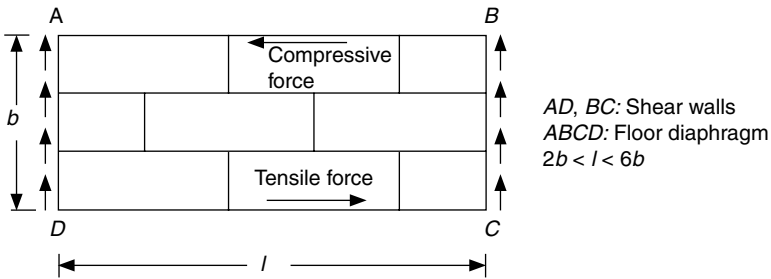 A
B
Compressive
force
b
AD, BC: Shear walls
ABCD: Floor diaphragm
2b < l < 6b
Tensile force
D
C
l